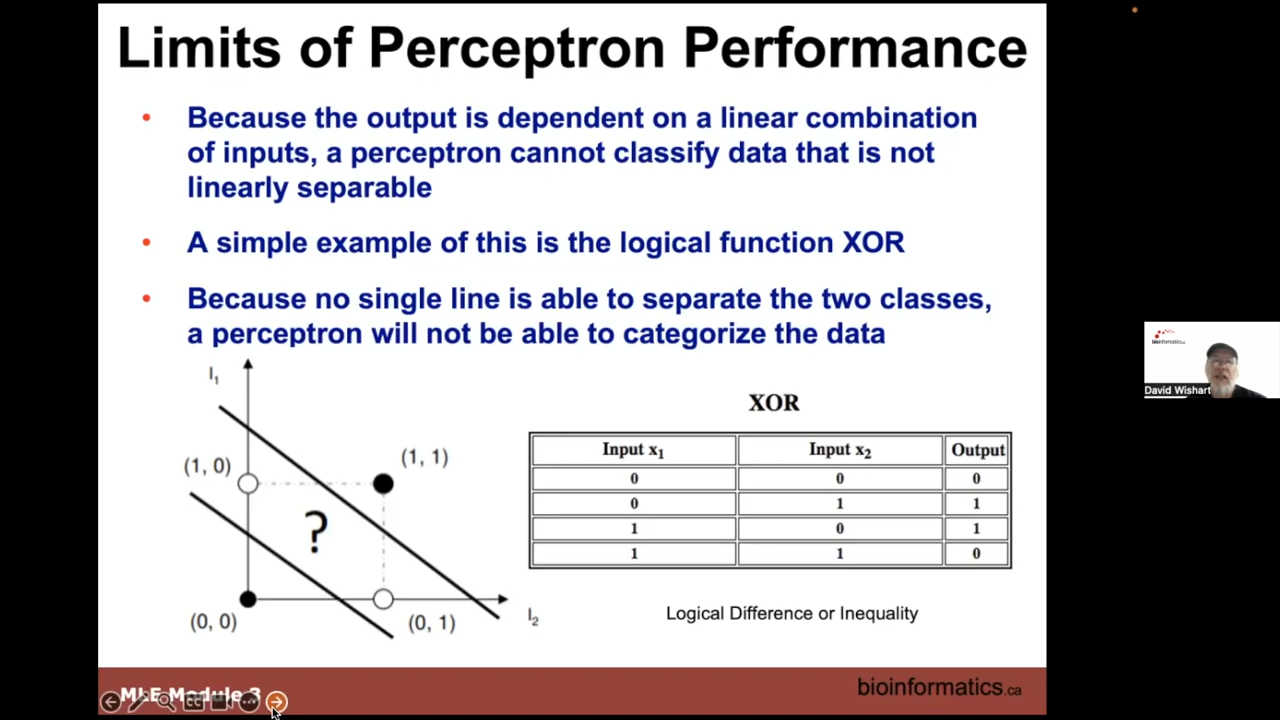 Limits of Perceptron Performance
• Because the output is dependent on a linear combination
of inputs, a perceptron cannot classify data that is not
linearly separable
• A simple example of this is the logical function XOR
• Because no single line is able to separate the two classes,
a perceptron will not be able to categorize the data
I₁
(1, 0)
(1, 1)
?
(0, 0)
(0, 1)
I₂
XOR
Input x₁ Input x₂ Output
0 0 0
0 1 1
1 0 1
1 1 0
Logical Difference or Inequality
MLE Module 3
CC
bioinformatics.ca
bioinformatics.ca
David Wishart